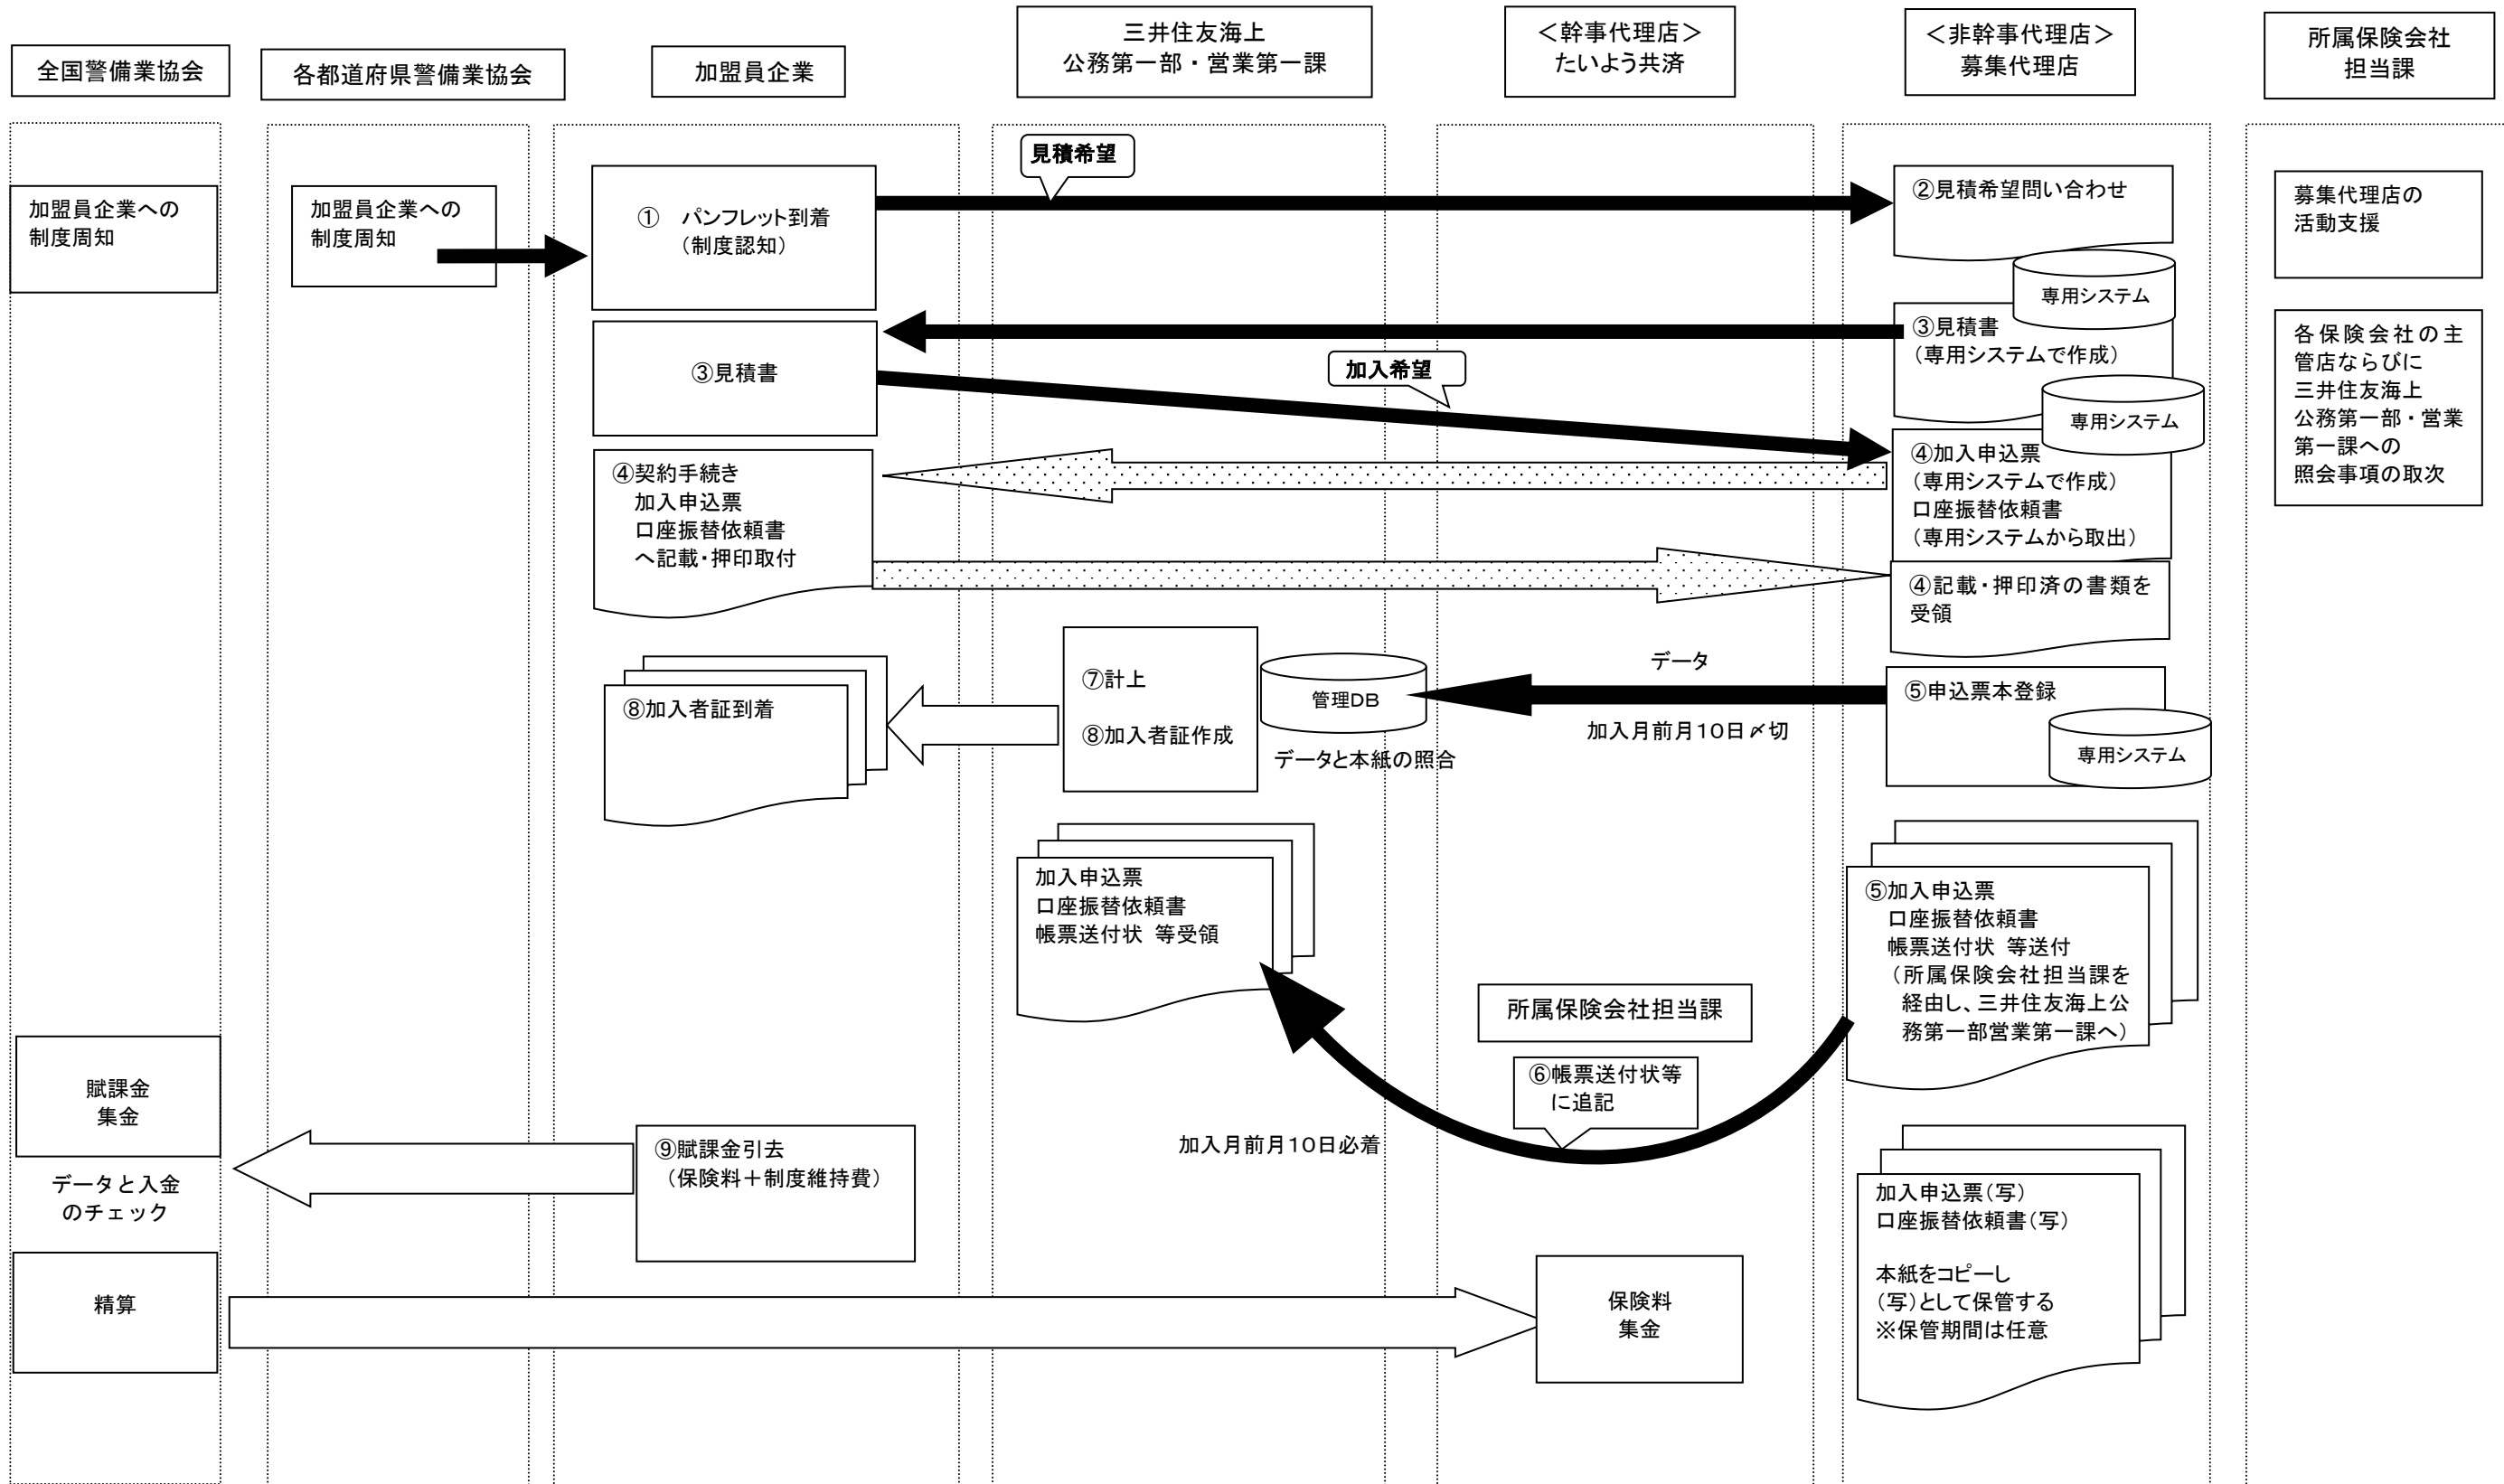 全国警備業協会
各都道府県警備業協会
加盟員企業
三井住友海上
公務第一部・営業第一課
＜幹事代理店＞
たいよう共済
＜非幹事代理店＞
募集代理店
所属保険会社
担当課
加盟員企業への
制度周知
加盟員企業への
制度周知
①　パンフレット到着
（制度認知）
見積希望
②見積希望問い合わせ
専用システム
募集代理店の
活動支援
③見積書
③見積書
（専用システムで作成）
専用システム
加入希望
各保険会社の主
管店ならびに
三井住友海上
公務第一部・営業
第一課への
照会事項の取次
④契約手続き
加入申込票
口座振替依頼書
へ記載・押印取付
④加入申込票
（専用システムで作成）
口座振替依頼書
（専用システムから取出）
④記載・押印済の書類を
受領
⑧加入者証到着
⑦計上
⑧加入者証作成
管理ＤＢ
データと本紙の照合
データ
加入月前月１０日〆切
⑤申込票本登録
専用システム
加入申込票
口座振替依頼書
帳票送付状 等受領
⑤加入申込票
口座振替依頼書
帳票送付状 等送付
（所属保険会社担当課を
経由し、三井住友海上公
務第一部営業第一課へ）
所属保険会社担当課
⑥帳票送付状等
に追記
加入月前月１０日必着
賦課金
集金
データと入金
のチェック
⑨賦課金引去
（保険料＋制度維持費）
加入申込票（写）
口座振替依頼書（写）
本紙をコピーし
（写）として保管する
※保管期間は任意
精算
保険料
集金